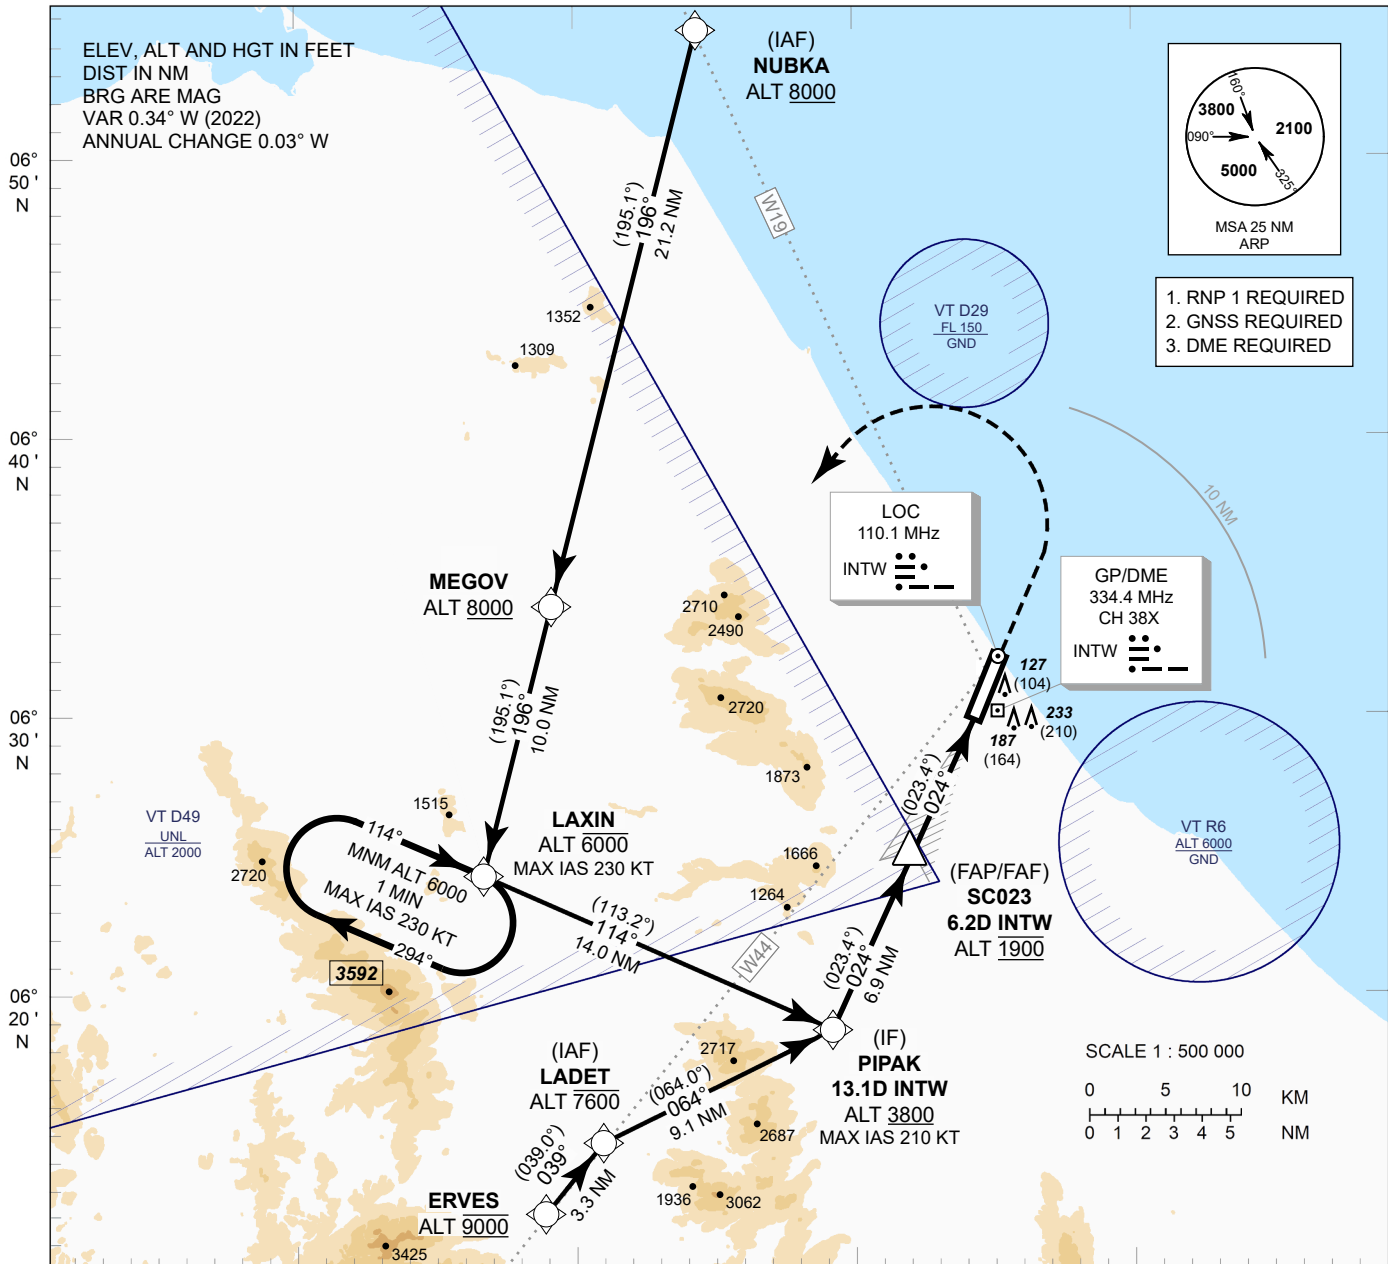 ELEV, ALT AND HGT IN FEET
DIST IN NM
BRG ARE MAG
VAR 0.34° W (2022)
ANNUAL CHANGE 0.03° W
(IAF)
NUBKA
ALT 8000
160°
3800
2100
090°
5000
325°
MSA 25 NM
ARP
06°
50 '
N
(195.1°)
196°
21.2 NM
W19
1. RNP 1 REQUIRED
2. GNSS REQUIRED
3. DME REQUIRED
VT D29
FL 150
GND
1352
1309
06°
40 '
N
10 NM
LOC
110.1 MHz
INTW
GP/DME
334.4 MHz
CH 38X
INTW
MEGOV
ALT 8000
2710
2490
127
(104)
233
(210)
187
(164)
06°
30 '
N
(195.1°)
196°
10.0 NM
2720
1873
(023.4°)
024°
1515
VT D49
UNL
ALT 2000
LAXIN
ALT 6000
MAX IAS 230 KT
VT R6
ALT 6000
GND
114°
MNM ALT 6000
1 MIN
MAX IAS 230 KT
294°
2720
1666
1264
(FAP/FAF)
SC023
6.2D INTW
ALT 1900
(113.2°)
114°
14.0 NM
W44
(023.4°)
024°
6.9 NM
3592
06°
20 '
N
(IF)
PIPAK
13.1D INTW
ALT 3800
MAX IAS 210 KT
2717
(IAF)
LADET
ALT 7600
(064.0°)
064°
9.1 NM
2687
SCALE 1 : 500 000
0 5 10 KM
0 1 2 3 4 5 NM
(039.0°)
039°
3.3 NM
ERVES
ALT 9000
1936
3062
3425